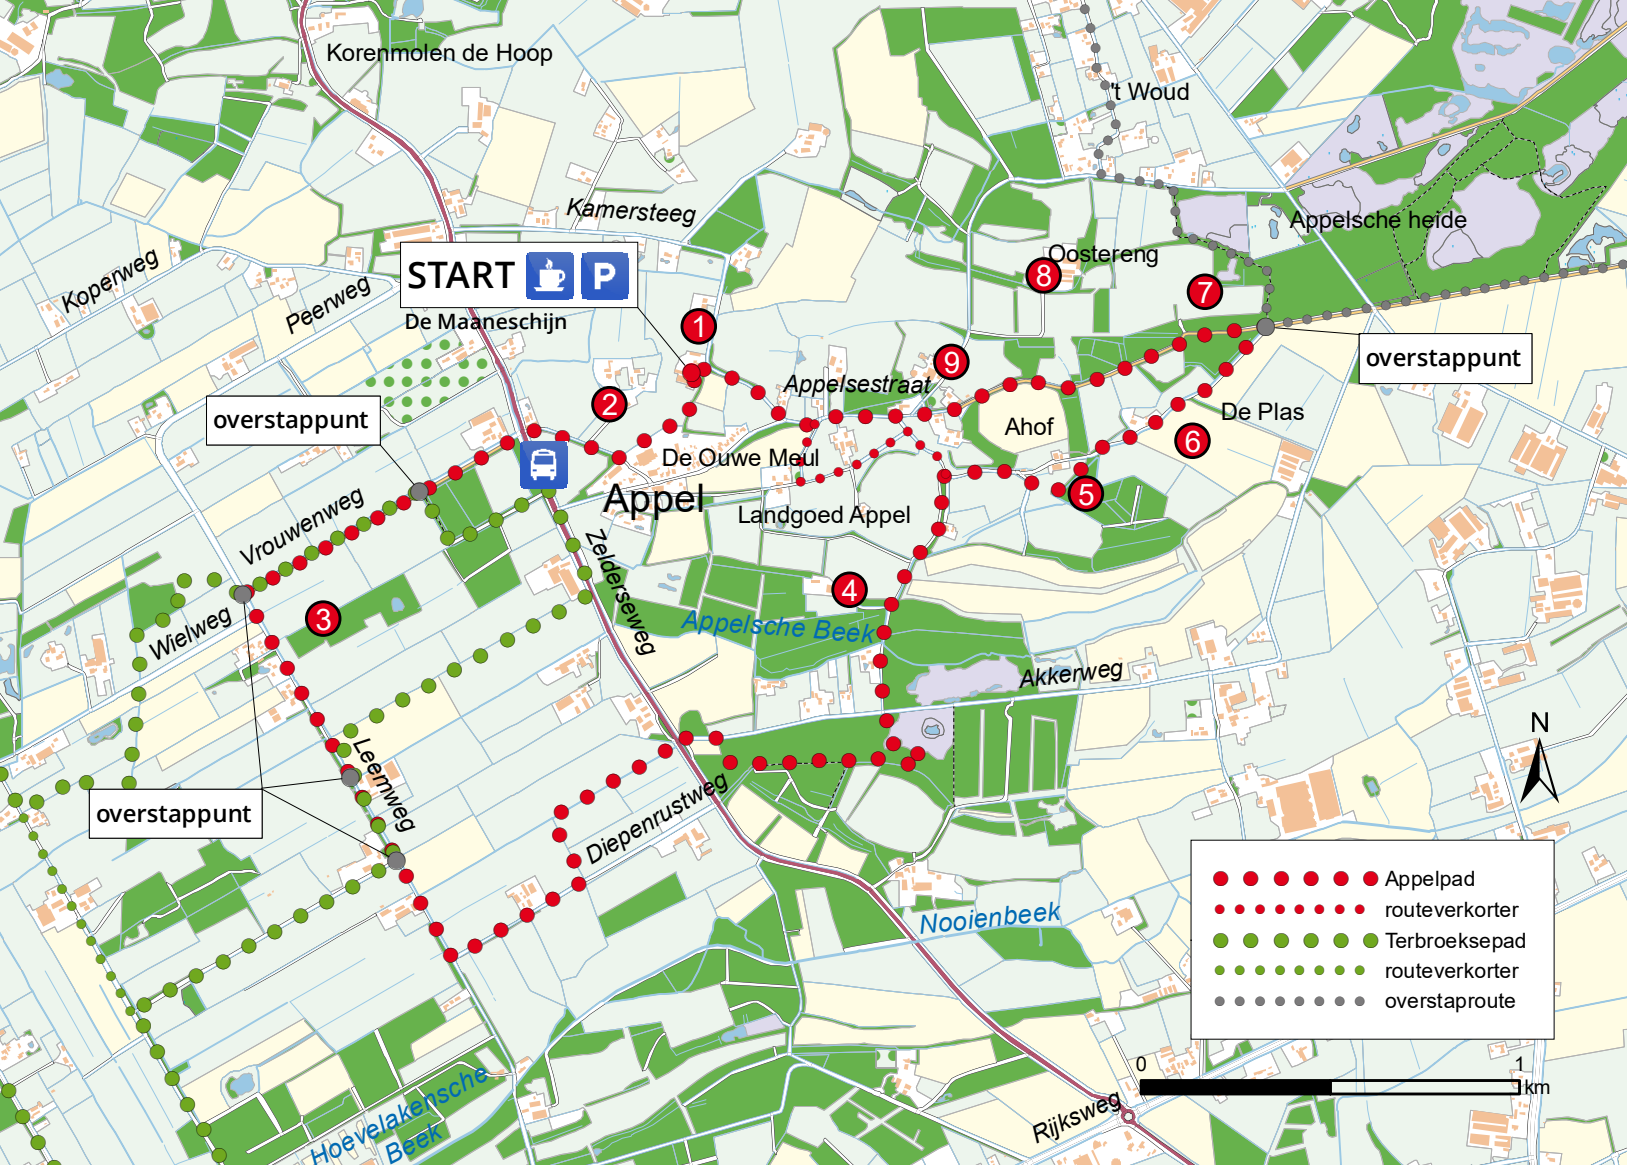 Korenmolen de Hoop
't Woud
Kamersteeg
Appelsche heide
Oostereng
Koperweg
START P
8
7
Peerweg
De Maaneschijn
1
9
overstappunt
Appelsestraat
2
overstappunt
De Plas
Ahof
6
De Ouwe Meul
Appel
5
Landgoed Appel
Vrouwenweg
Zelderseweg
4
3
Wielweg
Appelsche Beek
Akkerweg
N
Leemweg
overstappunt
Diepenrustweg
Nooienbeek
Appelpad
routeverkorter
Terbroeksepad
routeverkorter
overstaproute
0 1
km
Hoevelakensche
Beek
Rijksweg